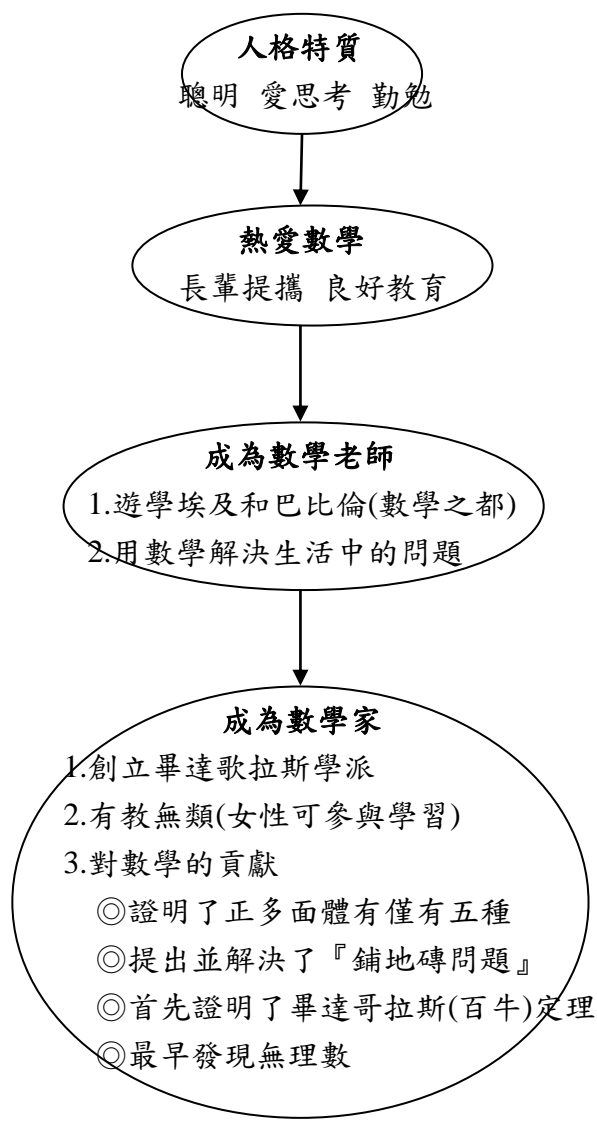 人格特質
聰明 愛思考 勤勉
熱愛數學
長輩提攜 良好教育
成為數學老師
1.遊學埃及和巴比倫(數學之都)
2.用數學解決生活中的問題
成為數學家
1.創立畢達歌拉斯學派
2.有教無類(女性可參與學習)
3.對數學的貢獻
◎證明了正多面體有僅有五種
◎提出並解決了『鋪地磚問題』
◎首先證明了畢達哥拉斯(百牛)定理
◎最早發現無理數